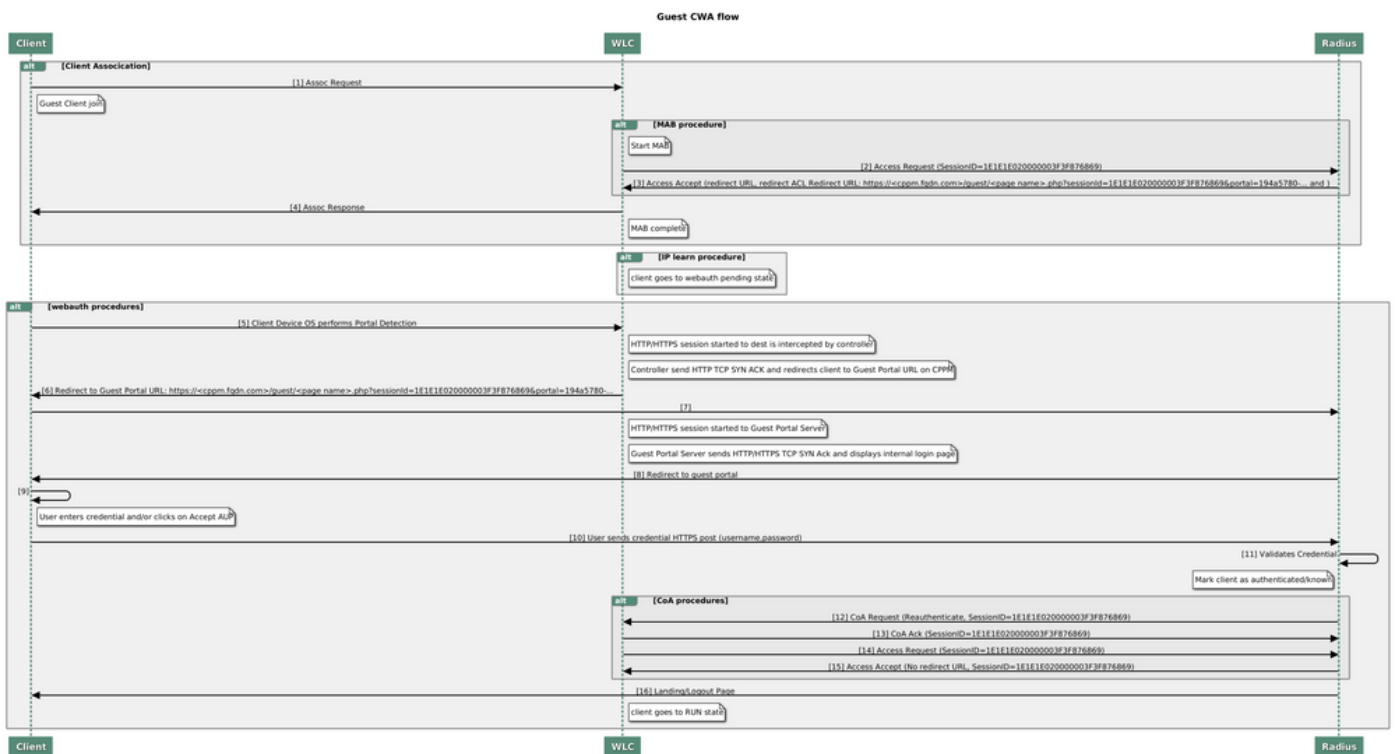 Guest CWA flow
Client
WLC
Radius
alt
[Client Assocication]
[1] Assoc Request
Guest Client join
alt
[MAB procedure]
Start MAB
[2] Access Request (SessionID=1E1E1E020000003F3F876869)
[3] Access Accept (redirect URL, redirect ACL Redirect URL: https://<cppm.fqdn.com>/guest/<page name>.php?sessionId=1E1E1E020000003F3F876869&portal=194a5780-... and )
[4] Assoc Response
MAB complete
alt
[IP learn procedure]
client goes to webauth pending state
alt
[webauth procedures]
[5] Client Device OS performs Portal Detection
HTTP/HTTPS session started to dest is intercepted by controller
Controller send HTTP TCP SYN ACK and redirects client to Guest Portal URL on CPPM
[6] Redirect to Guest Portal URL: https://<cppm.fqdn.com>/guest/<page name>.php?sessionId=1E1E1E020000003F3F876869&portal=194a5780-...
[7]
HTTP/HTTPS session started to Guest Portal Server
Guest Portal Server sends HTTP/HTTPS TCP SYN Ack and displays internal login page
[8] Redirect to guest portal
[9]
User enters credential and/or clicks on Accept AUP
[10] User sends credential HTTPS post (username,password)
[11] Validates Credential
Mark client as authenticated/known
alt
[CoA procedures]
[12] CoA Request (Reauthenticate, SessionID=1E1E1E020000003F3F876869)
[13] CoA Ack (SessionID=1E1E1E020000003F3F876869)
[14] Access Request (SessionID=1E1E1E020000003F3F876869)
[15] Access Accept (No redirect URL, SessionID=1E1E1E020000003F3F876869)
[16] Landing/Logout Page
client goes to RUN state
Client
WLC
Radius